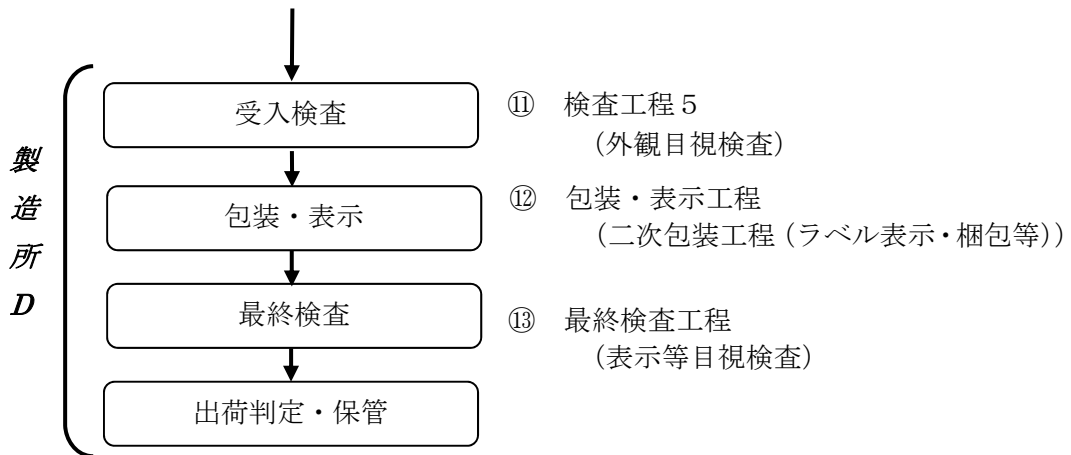 製造所D
受入検査
⑪ 検査工程５
（外観目視検査）
包装・表示
⑫ 包装・表示工程
（二次包装工程（ラベル表示・梱包等））
最終検査
⑬ 最終検査工程
（表示等目視検査）
出荷判定・保管